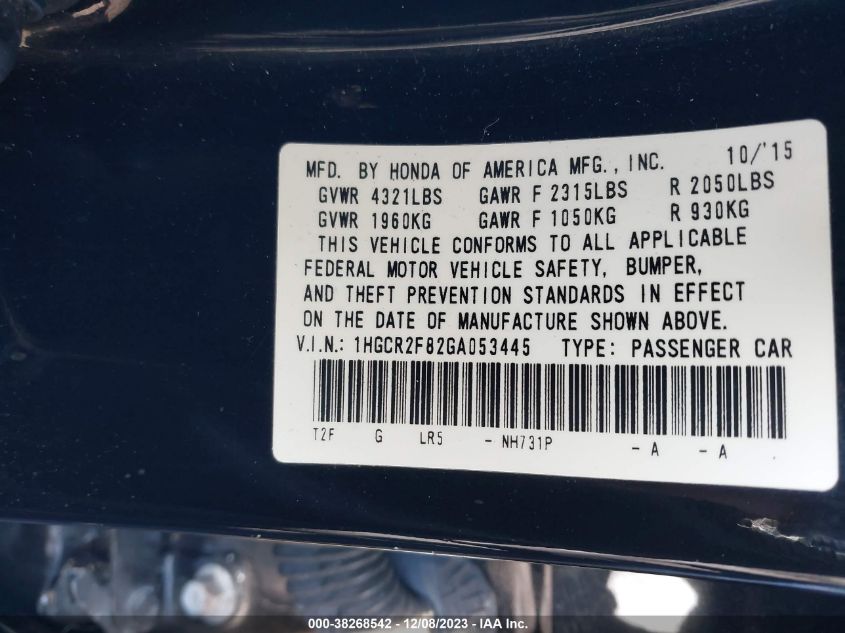 MFD. BY HONDA OF AMERICA MFG., INC. 10/'15
GVWR 4321LBS GAWR F 2315LBS R 2050LBS
GVWR 1960KG GAWR F 1050KG R 930KG
THIS VEHICLE CONFORMS TO ALL APPLICABLE
FEDERAL MOTOR VEHICLE SAFETY, BUMPER,
AND THEFT PREVENTION STANDARDS IN EFFECT
ON THE DATE OF MANUFACTURE SHOWN ABOVE.
V.I.N.: 1HGCR2F82GA053445 TYPE: PASSENGER CAR
T2F G LR5 - NH731P - A - A
000-38268542 - 12/08/2023 - IAA Inc.